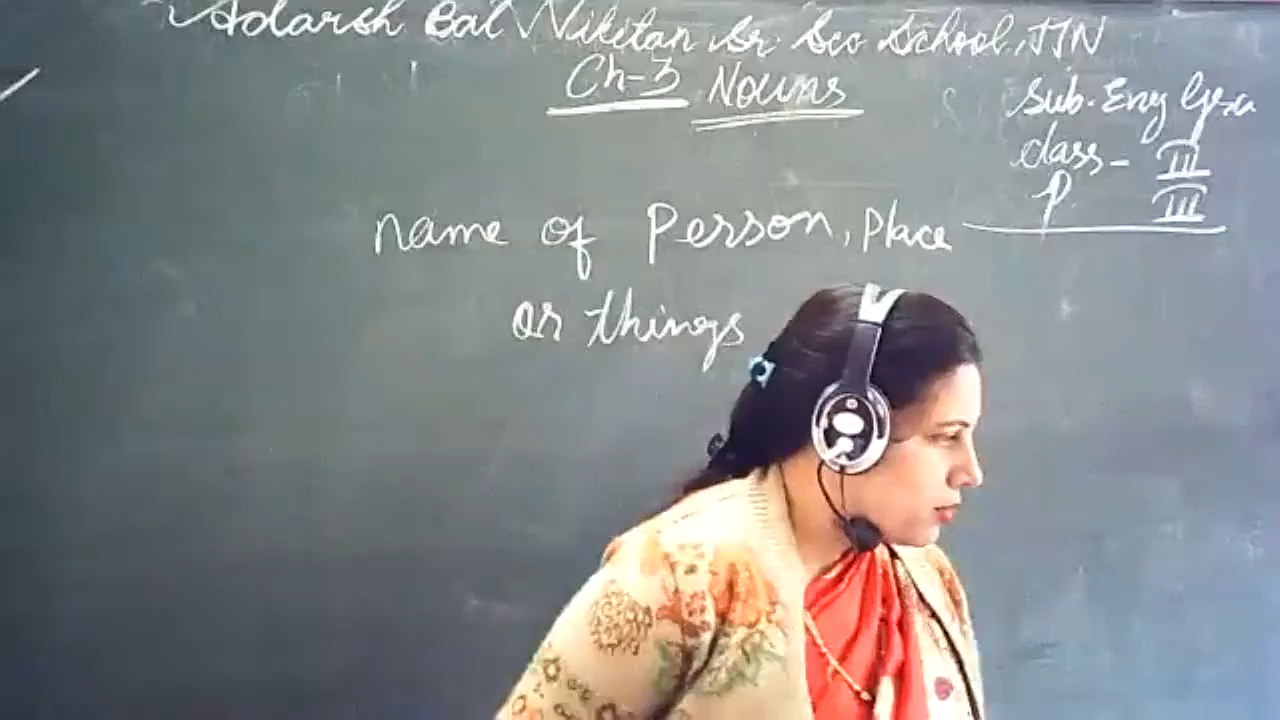 Adarsh Bal Nikitan Sr. Sec School, JJN
Ch-3 Nouns
Sub. Eng Gra
class - III
P. III
name of Person, Place
or things